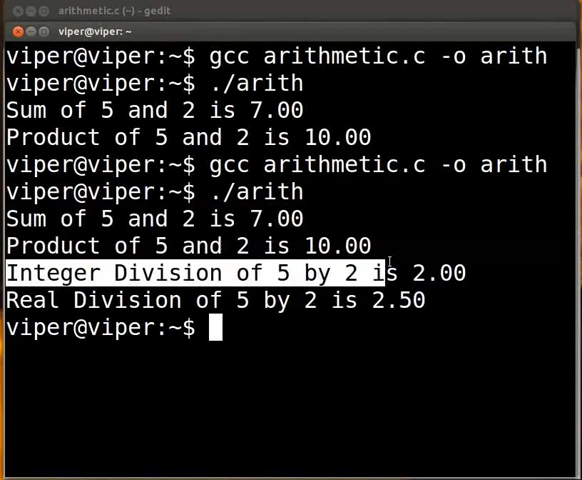 arithmetic.c (~) - gedit
viper@viper: ~
viper@viper:~$ gcc arithmetic.c -o arith
viper@viper:~$ ./arith
Sum of 5 and 2 is 7.00
Product of 5 and 2 is 10.00
viper@viper:~$ gcc arithmetic.c -o arith
viper@viper:~$ ./arith
Sum of 5 and 2 is 7.00
Product of 5 and 2 is 10.00
Integer Division of 5 by 2 is 2.00
Real Division of 5 by 2 is 2.50
viper@viper:~$